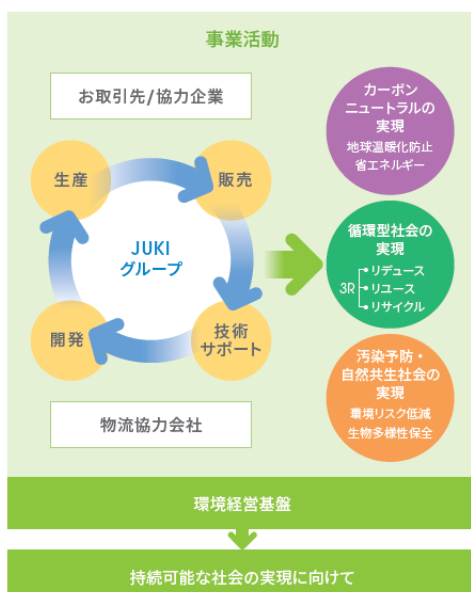 事業活動
お取引先/協力企業
生産
販売
JUKI
グループ
開発
技術
サポート
物流協力会社
カーボン
ニュートラルの
実現
地球温暖化防止
省エネルギー
循環型社会の
実現
3R
リデュース
リユース
リサイクル
汚染予防・
自然共生社会の
実現
環境リスク低減
生物多様性保全
環境経営基盤
持続可能な社会の実現に向けて